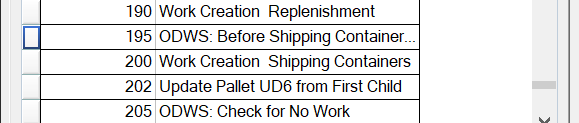 190 Work Creation  Replenishment
195 ODWS: Before Shipping Container...
200 Work Creation  Shipping Containers
202 Update Pallet UD6 from First Child
205 ODWS: Check for No Work